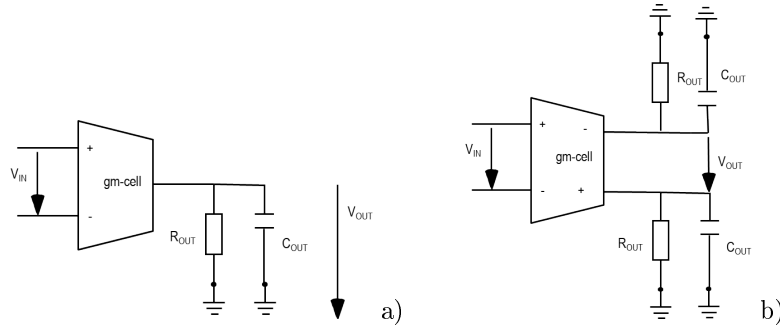 +
gm-cell
-
V_IN
R_OUT
C_OUT
V_OUT
a)
R_OUT
C_OUT
+
-
gm-cell
-
+
V_IN
V_OUT
R_OUT
C_OUT
b)